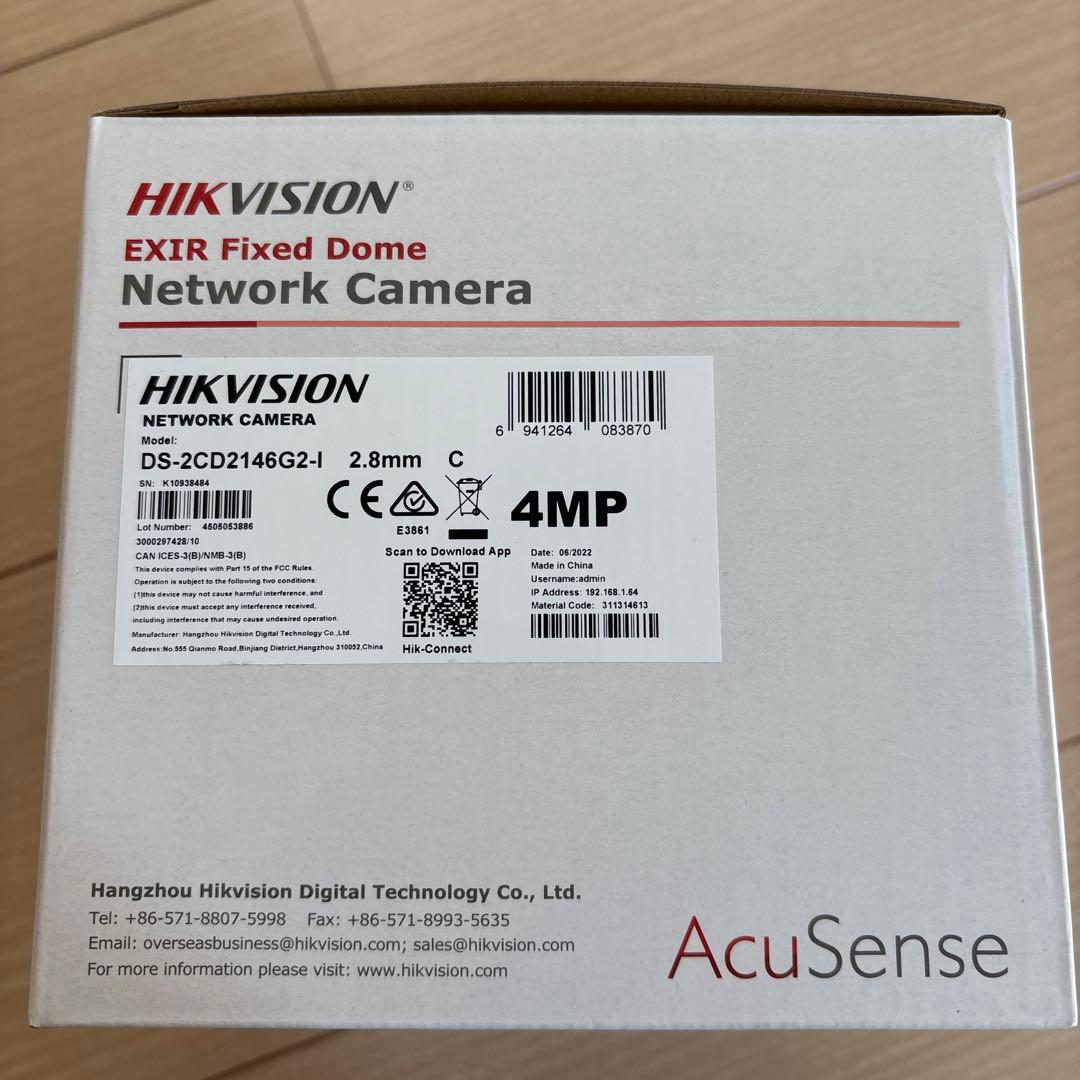 HIKVISION®
EXIR Fixed Dome
Network Camera
HIKVISION
NETWORK CAMERA
6 941264 083870
Model:
DS-2CD2146G2-I 2.8mm C
SN: K10938484
CE E3861 4MP
Lot Number: 4505053886
3000297428/10
CAN ICES-3(B)/NMB-3(B)
This device complies with Part 15 of the FCC Rules.
Operation is subject to the following two conditions:
(1)this device may not cause harmful interference, and
(2)this device must accept any interference received,
including interference that may cause undesired operation.
Manufacturer: Hangzhou Hikvision Digital Technology Co.,Ltd.
Address:No.555 Qianmo Road,Binjiang District,Hangzhou 310052,China
Scan to Download App
Hik-Connect
Date: 06/2022
Made in China
Username:admin
IP Address: 192.168.1.64
Material Code: 311314613
Hangzhou Hikvision Digital Technology Co., Ltd.
Tel: +86-571-8807-5998 Fax: +86-571-8993-5635
Email: overseasbusiness@hikvision.com; sales@hikvision.com
For more information please visit: www.hikvision.com
AcuSense